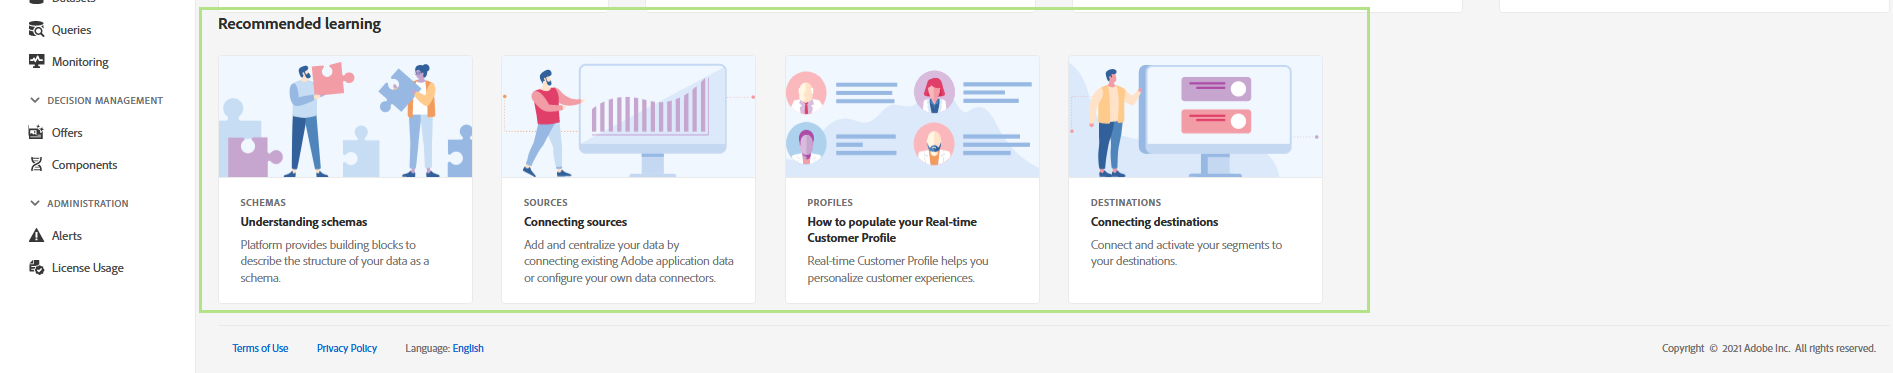 Datasets
Queries
Monitoring
DECISION MANAGEMENT
Offers
Components
ADMINISTRATION
Alerts
License Usage
Recommended learning
SCHEMAS
Understanding schemas
Platform provides building blocks to
describe the structure of your data as a
schema.
SOURCES
Connecting sources
Add and centralize your data by
connecting existing Adobe application data
or configure your own data connectors.
PROFILES
How to populate your Real-time
Customer Profile
Real-time Customer Profile helps you
personalize customer experiences.
DESTINATIONS
Connecting destinations
Connect and activate your segments to
your destinations.
Terms of Use Privacy Policy Language: English
Copyright © 2021 Adobe Inc. All rights reserved.